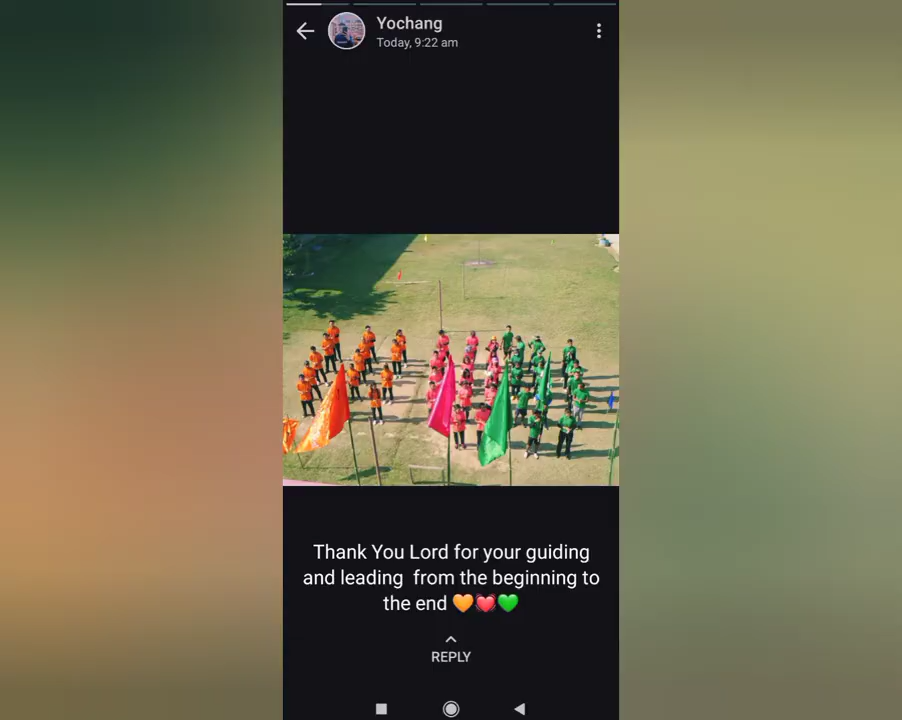 Yochang
Today, 9:22 am
Thank You Lord for your guiding
and leading from the beginning to
the end 🧡💓💚
REPLY